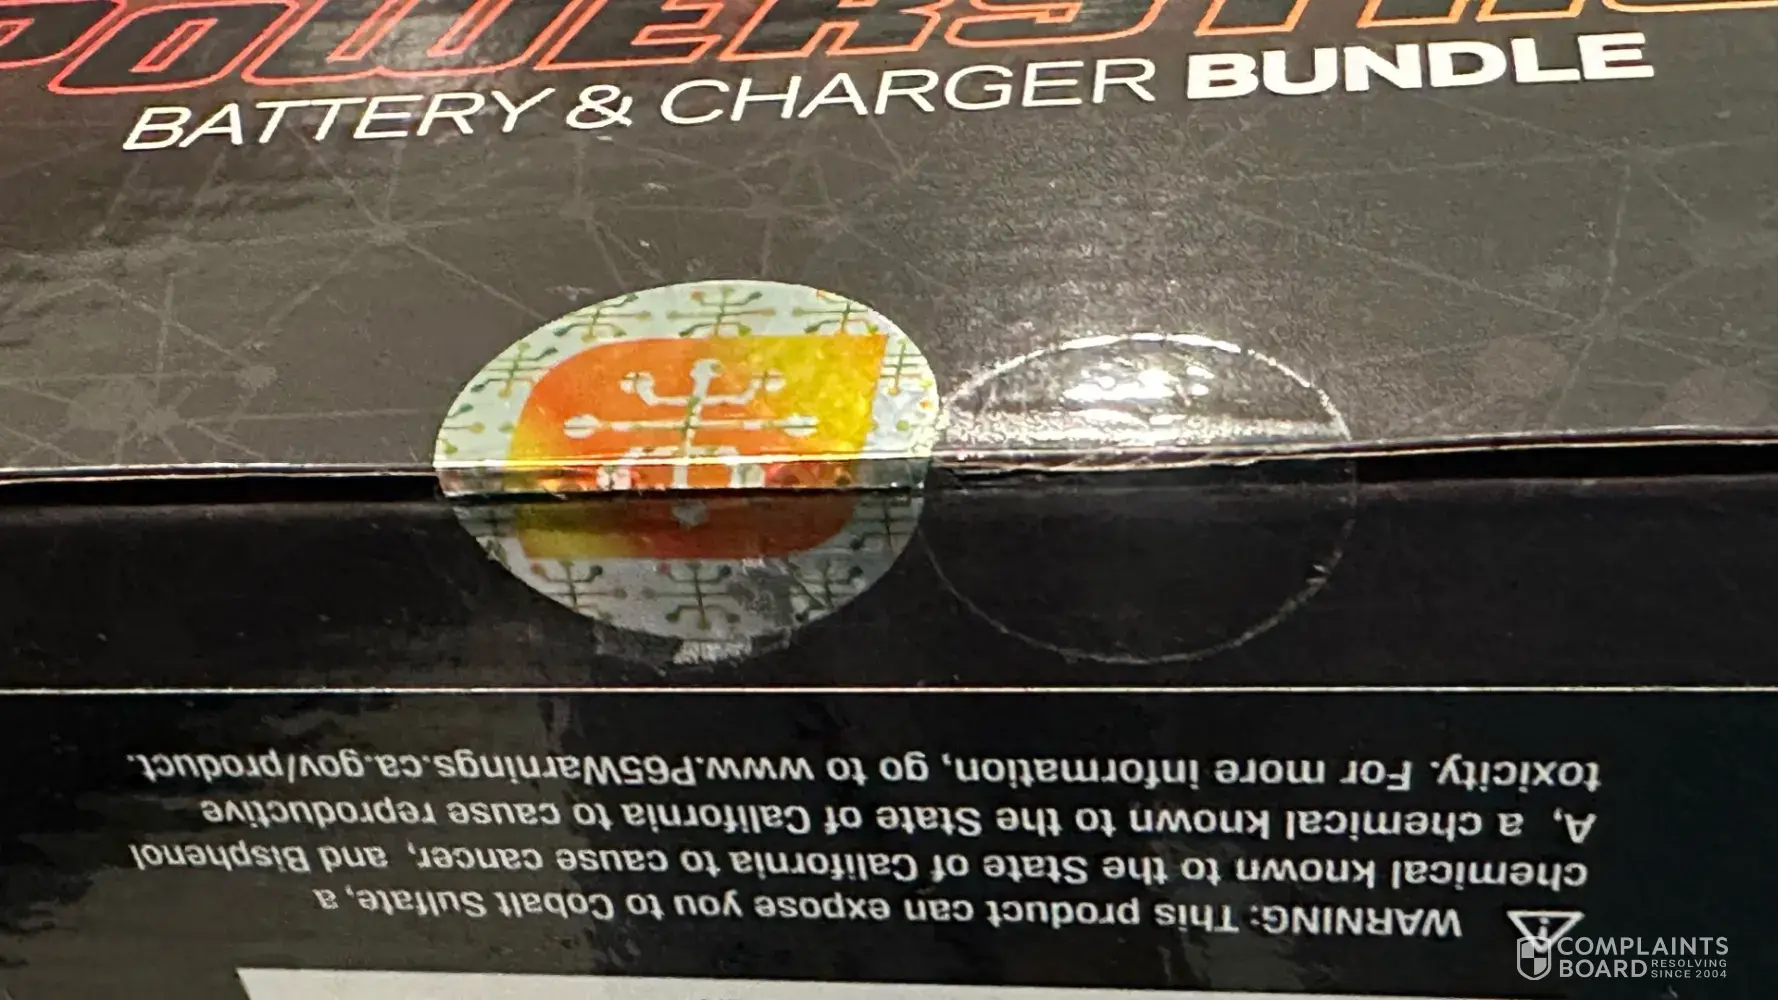 BATTERY & CHARGER BUNDLE
WARNING: This product can expose you to Cobalt Sulfate, a
chemical known to the State of California to cause cancer, and Bisphenol
A, a chemical known to the State of California to cause reproductive
toxicity. For more information, go to www.P65Warnings.ca.gov/product.
COMPLAINTS
BOARD RESOLVING SINCE 2004